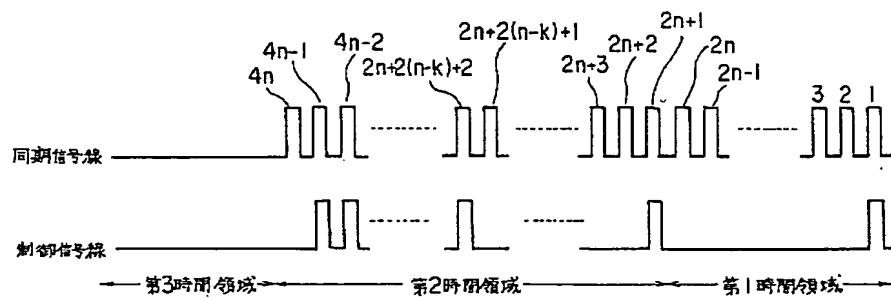 4n
4n-1
4n-2
2n+2(n-k)+2
2n+2(n-k)+1
2n+3
2n+2
2n+1
2n
2n-1
3 2 1
同期信号線
制御信号線
第3時間領域
第2時間領域
第1時間領域